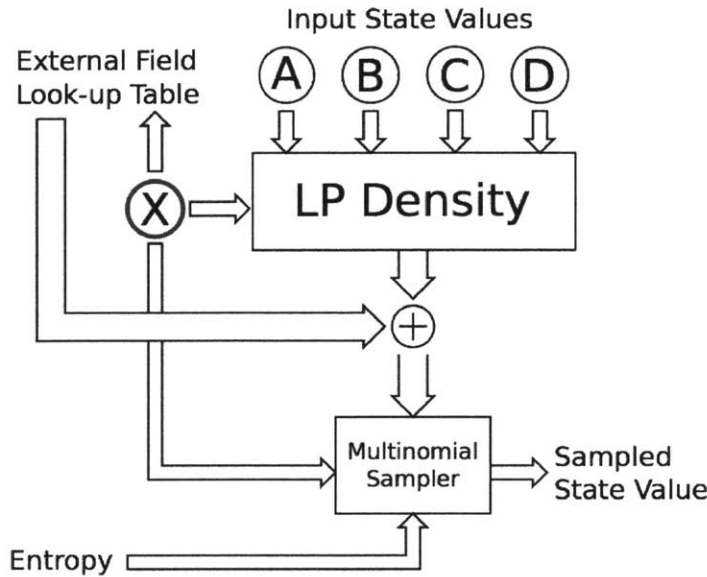 Input State Values
External Field
Look-up Table
A B C D
X
LP Density
+
Multinomial
Sampler
Sampled
State Value
Entropy